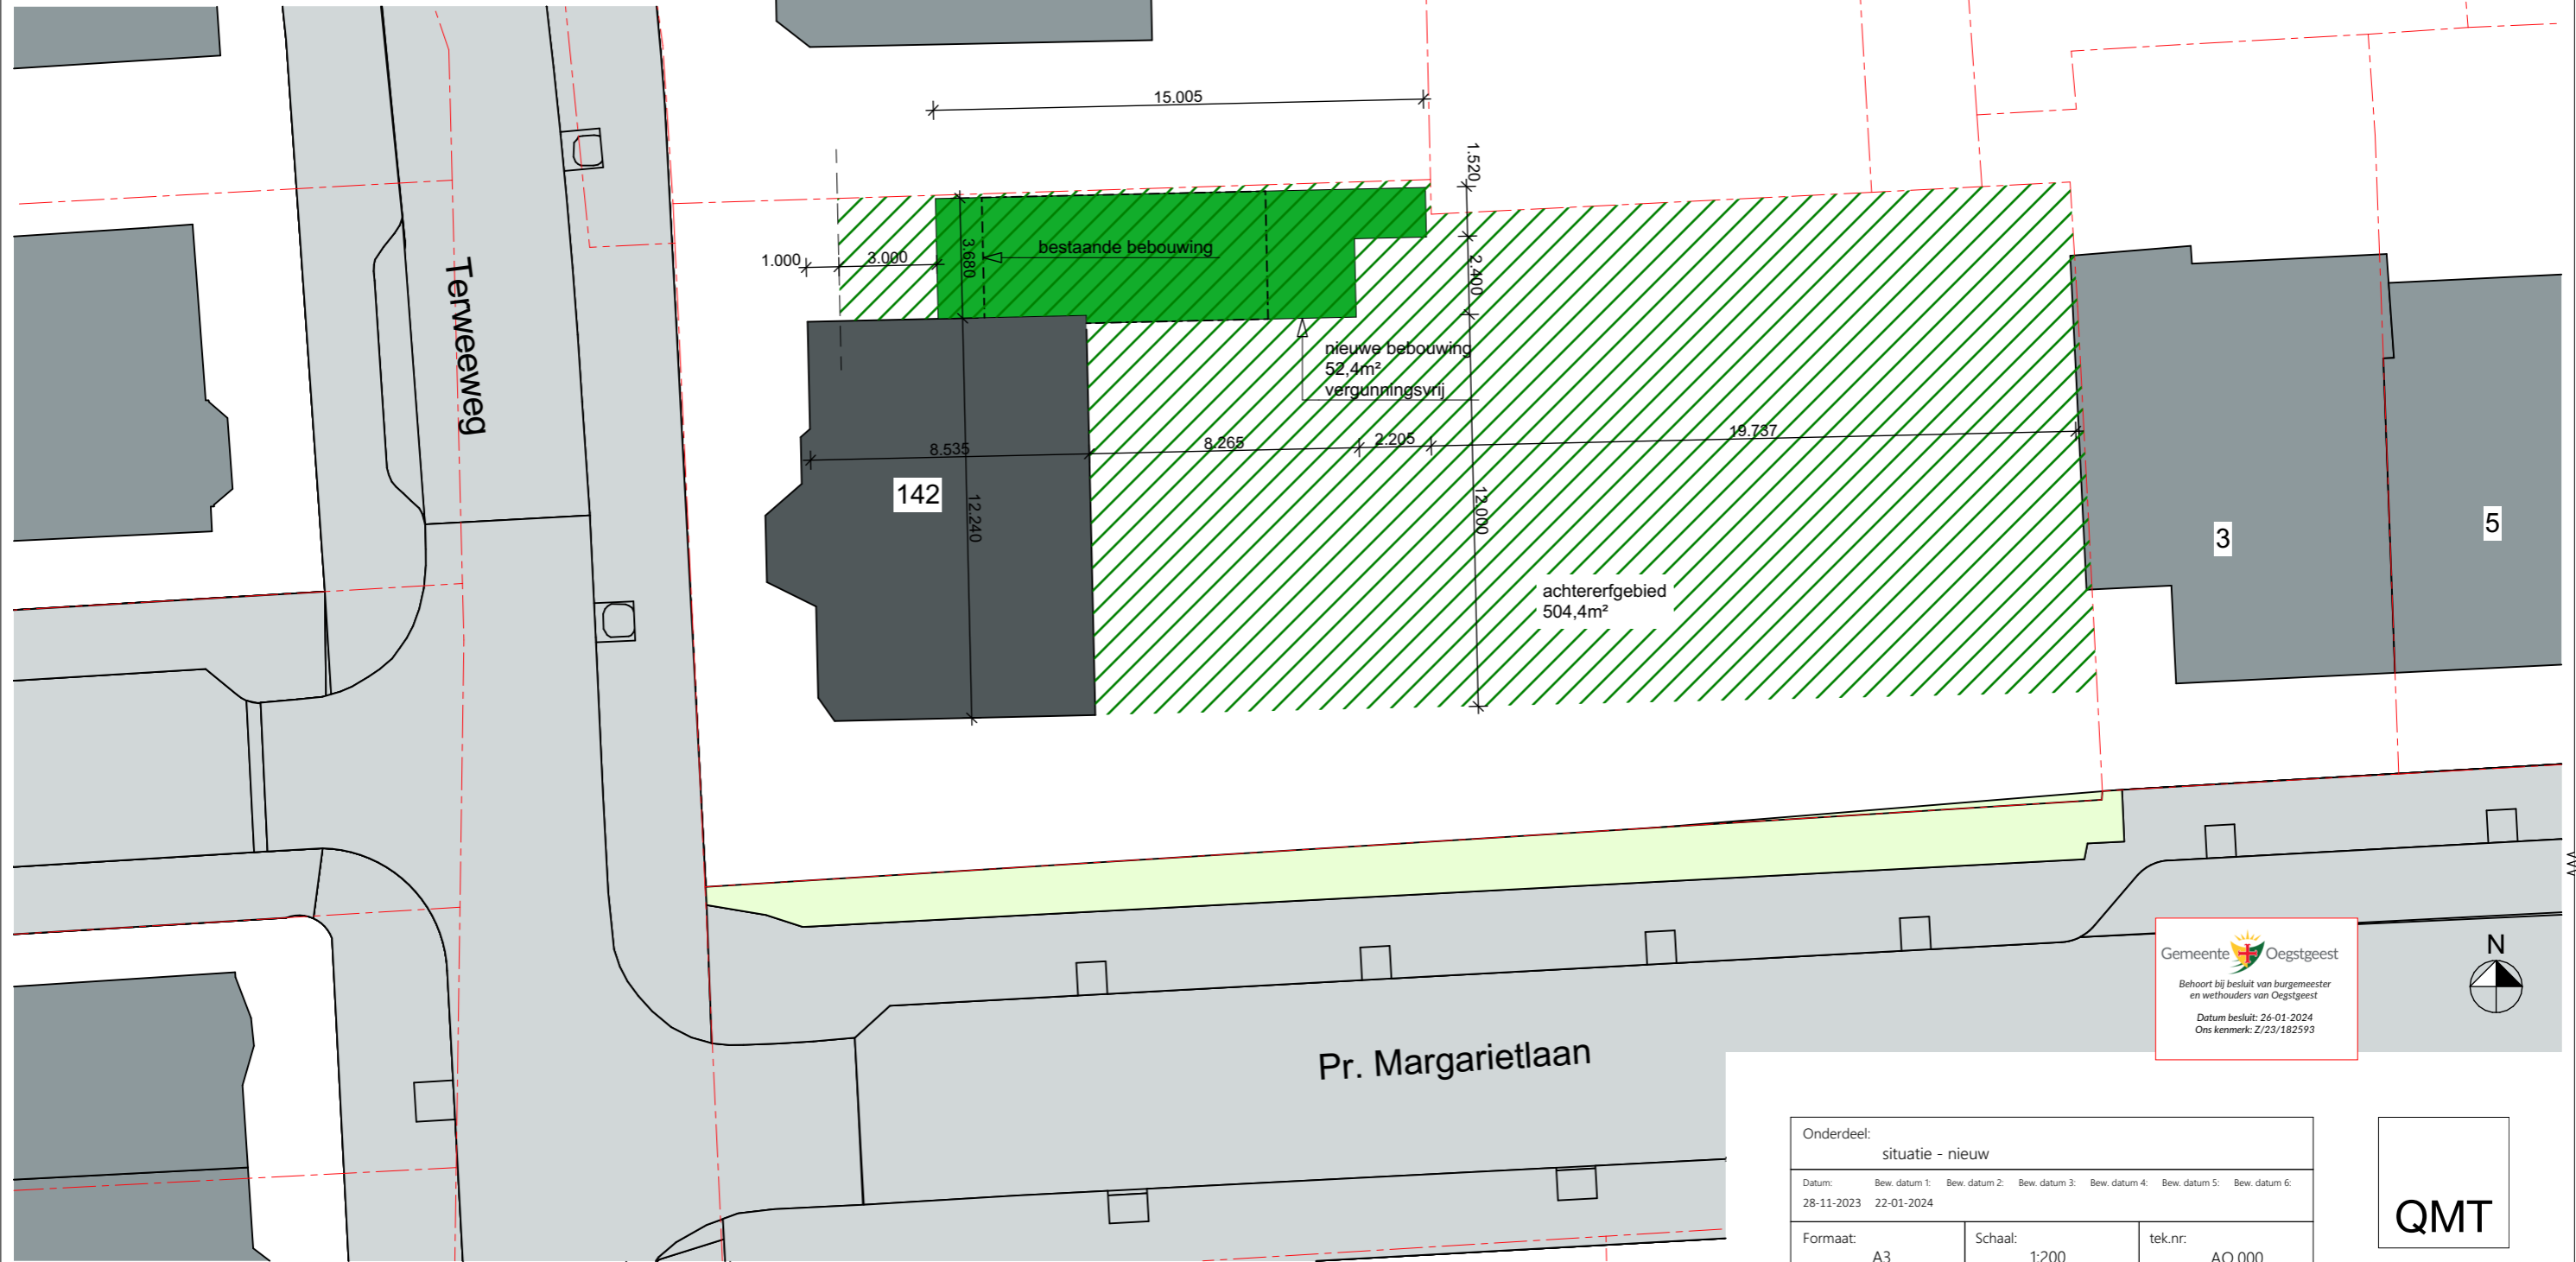 15.005
1.520
bestaande bebouwing
1.000
3.000
3.680
2.400
Terweeweg
nieuwe bebouwing
52,4m²
vergunningsvrij
8.535
8.265
2.205
19.737
142
12.240
12.000
3
5
achtererfgebied
504,4m²
Gemeente Oegstgeest
Behoort bij besluit van burgemeester
en wethouders van Oegstgeest
Datum besluit: 26-01-2024
Ons kenmerk: Z/23/182593
N
Pr. Margarietlaan
Onderdeel:
situatie - nieuw
Datum: Bew. datum 1: Bew. datum 2: Bew. datum 3: Bew. datum 4: Bew. datum 5: Bew. datum 6:
28-11-2023 22-01-2024
Formaat: Schaal: tek.nr:
A3 1:200 AO 000
QMT